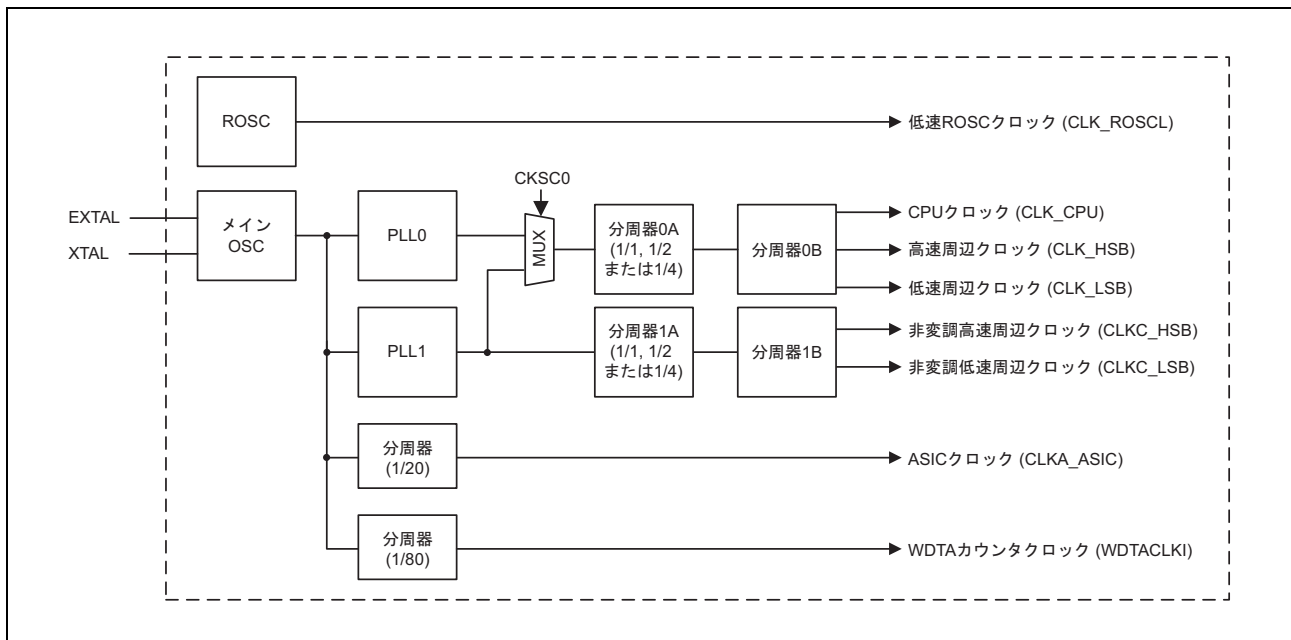 ROSC
低速ROSCクロック (CLK_ROSCL)
CKSC0
EXTAL
XTAL
メイン
OSC
PLL0
MUX
分周器0A
(1/1, 1/2
または1/4)
分周器0B
CPUクロック (CLK_CPU)
高速周辺クロック (CLK_HSB)
低速周辺クロック (CLK_LSB)
PLL1
分周器1A
(1/1, 1/2
または1/4)
分周器1B
非変調高速周辺クロック (CLKC_HSB)
非変調低速周辺クロック (CLKC_LSB)
分周器
(1/20)
ASICクロック (CLKA_ASIC)
分周器
(1/80)
WDTAカウンタクロック (WDTACLKI)